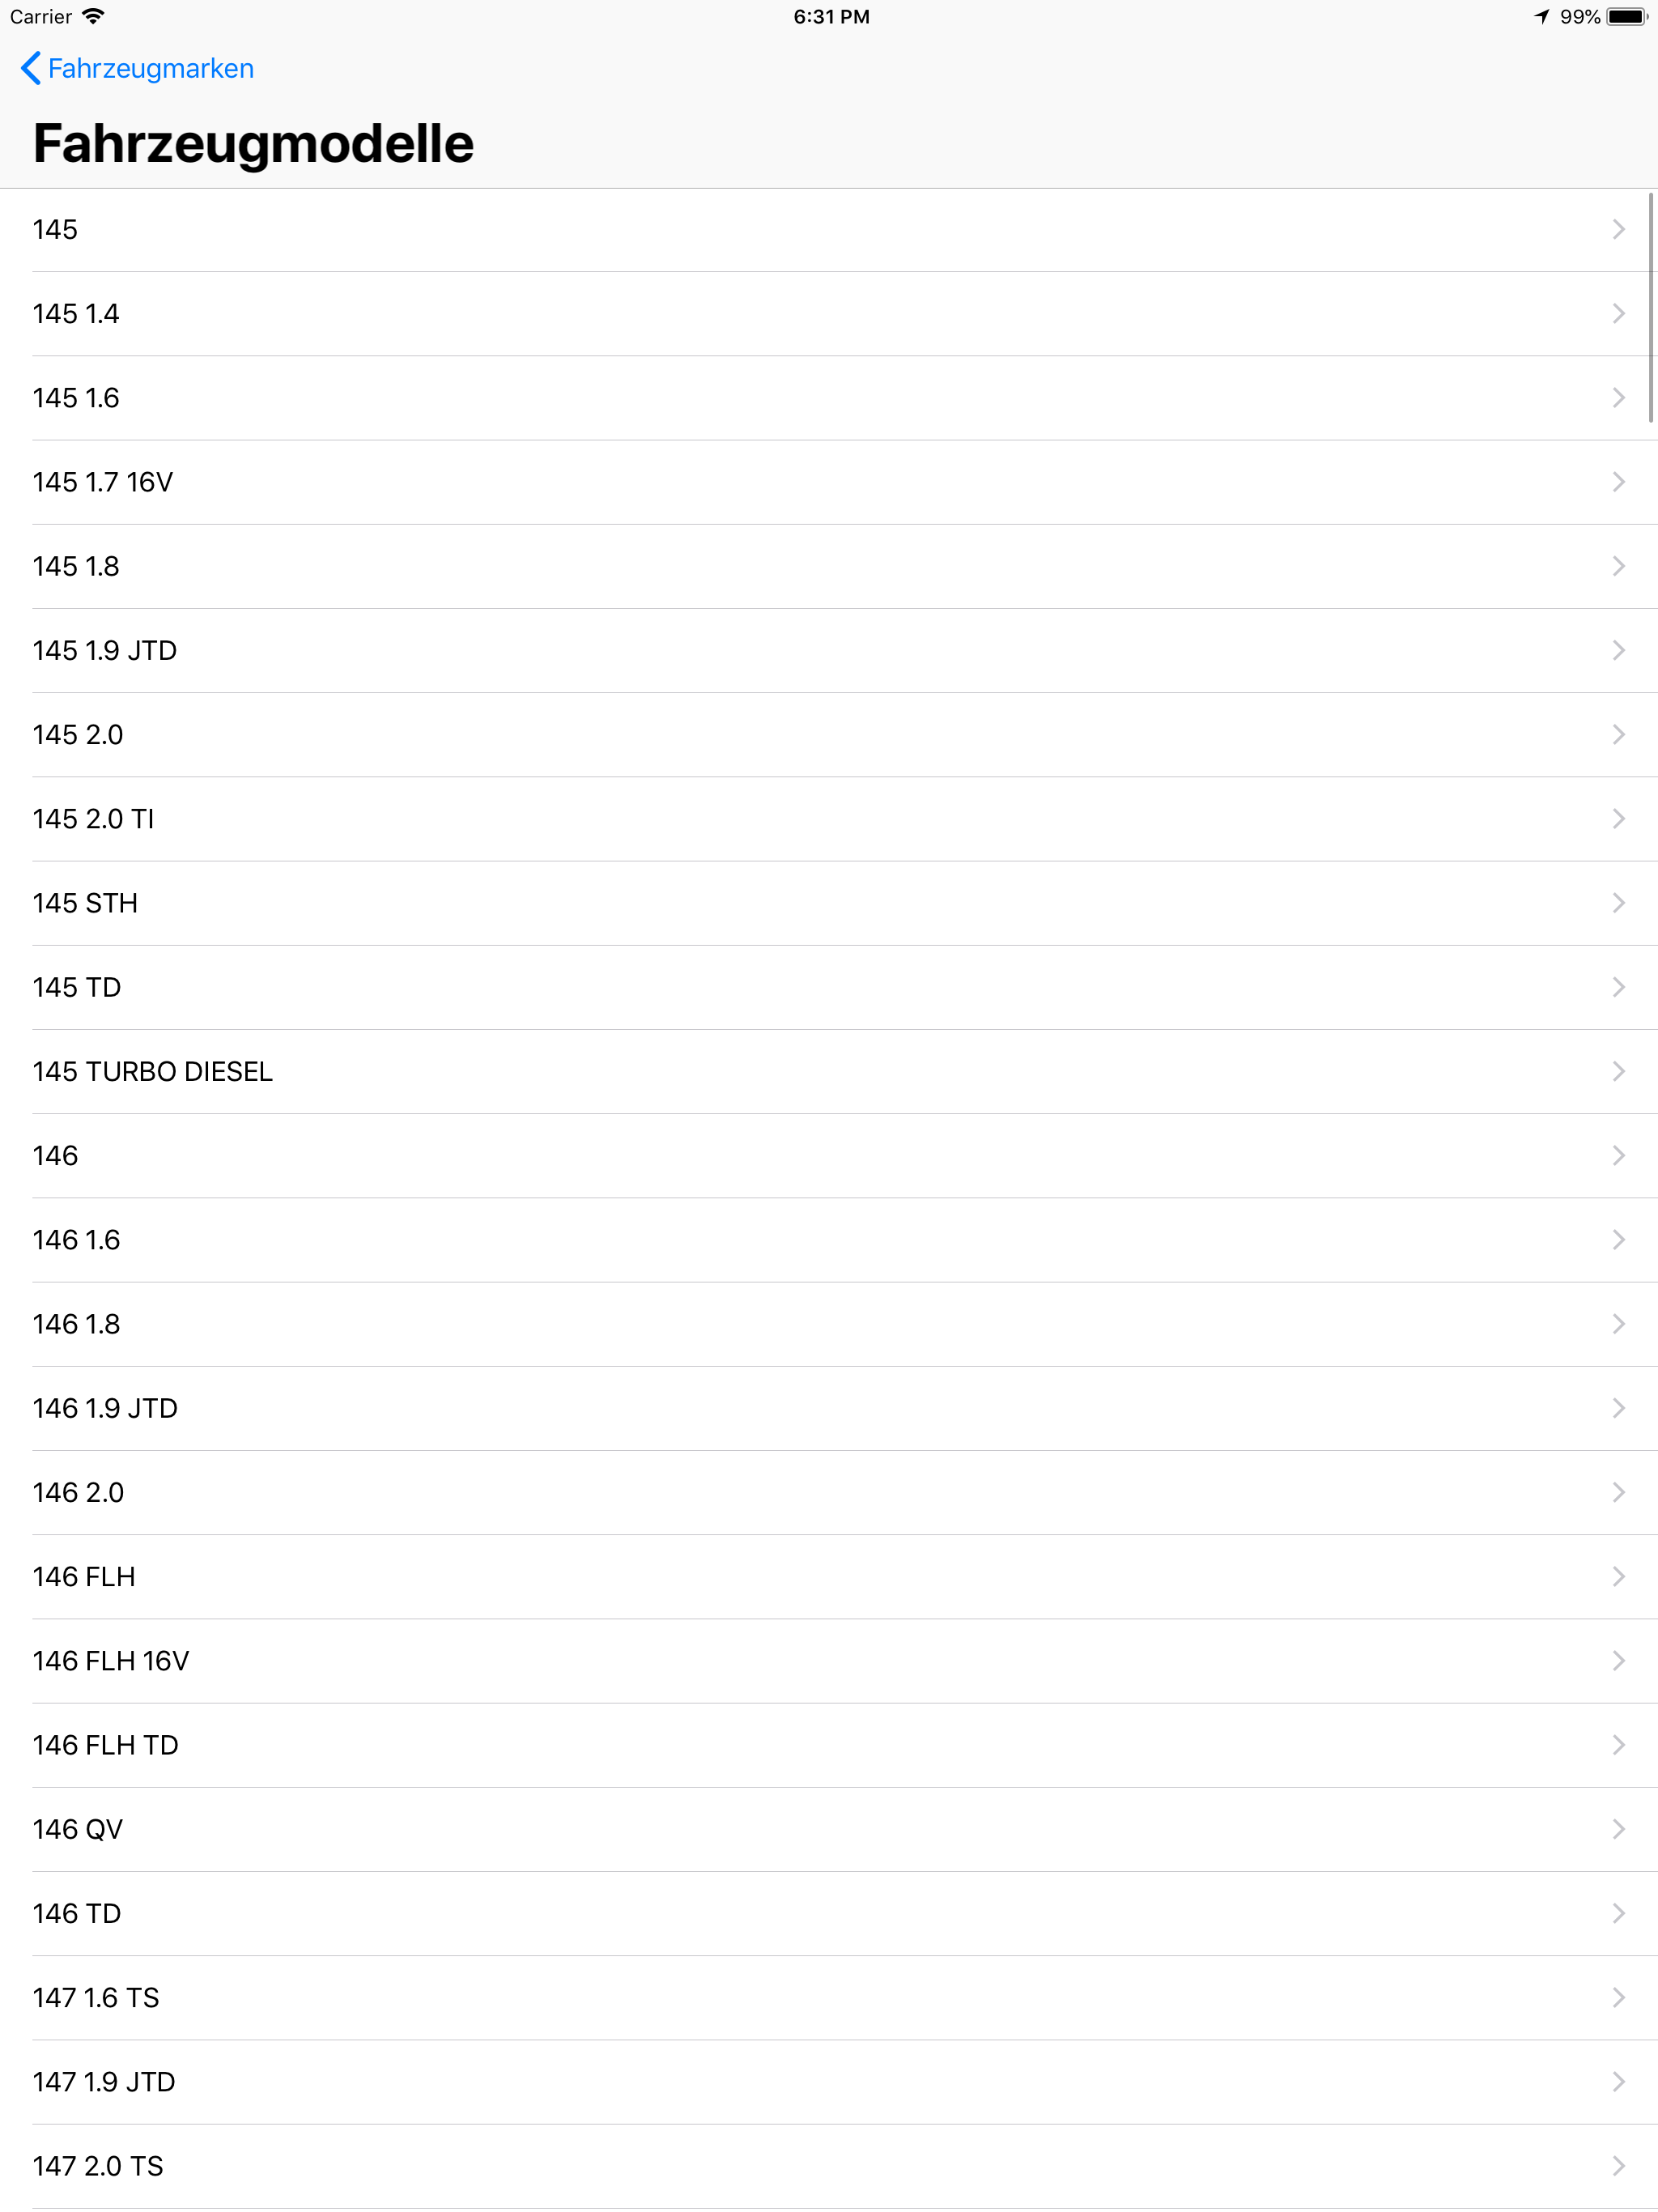 Carrier 6:31 PM 99%
Fahrzeugmarken
Fahrzeugmodelle
145
145 1.4
145 1.6
145 1.7 16V
145 1.8
145 1.9 JTD
145 2.0
145 2.0 TI
145 STH
145 TD
145 TURBO DIESEL
146
146 1.6
146 1.8
146 1.9 JTD
146 2.0
146 FLH
146 FLH 16V
146 FLH TD
146 QV
146 TD
147 1.6 TS
147 1.9 JTD
147 2.0 TS